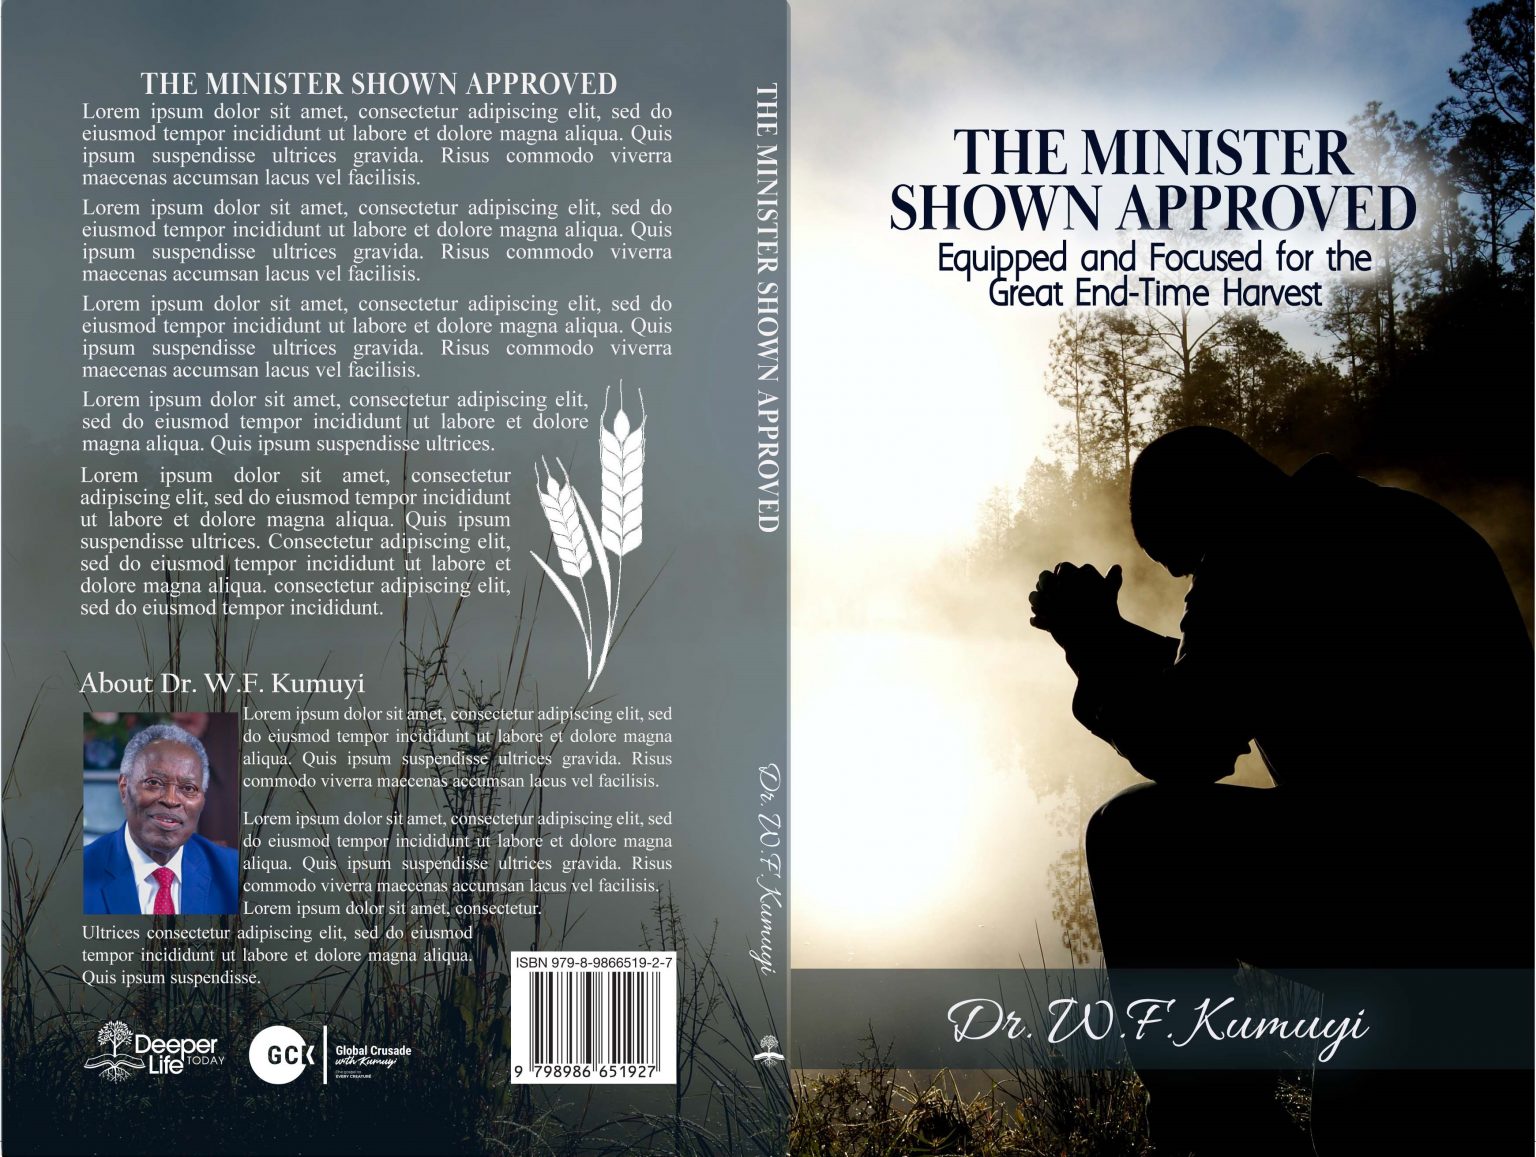 THE MINISTER SHOWN APPROVED
Lorem ipsum dolor sit amet, consectetur adipiscing elit, sed do
eiusmod tempor incididunt ut labore et dolore magna aliqua. Quis
ipsum suspendisse ultrices gravida. Risus commodo viverra
maecenas accumsan lacus vel facilisis.
Lorem ipsum dolor sit amet, consectetur adipiscing elit, sed do
eiusmod tempor incididunt ut labore et dolore magna aliqua. Quis
ipsum suspendisse ultrices gravida. Risus commodo viverra
maecenas accumsan lacus vel facilisis.
Lorem ipsum dolor sit amet, consectetur adipiscing elit, sed do
eiusmod tempor incididunt ut labore et dolore magna aliqua. Quis
ipsum suspendisse ultrices gravida. Risus commodo viverra
maecenas accumsan lacus vel facilisis.
Lorem ipsum dolor sit amet, consectetur adipiscing elit,
sed do eiusmod tempor incididunt ut labore et dolore
magna aliqua. Quis ipsum suspendisse ultrices.
Lorem ipsum dolor sit amet, consectetur
adipiscing elit, sed do eiusmod tempor incididunt
ut labore et dolore magna aliqua. Quis ipsum
suspendisse ultrices. Consectetur adipiscing elit,
sed do eiusmod tempor incididunt ut labore et
dolore magna aliqua. consectetur adipiscing elit,
sed do eiusmod tempor incididunt.
About Dr. W.F. Kumuyi
Lorem ipsum dolor sit amet, consectetur adipiscing elit, sed
do eiusmod tempor incididunt ut labore et dolore magna
aliqua. Quis ipsum suspendisse ultrices gravida. Risus
commodo viverra maecenas accumsan lacus vel facilisis.
Lorem ipsum dolor sit amet, consectetur adipiscing elit, sed
do eiusmod tempor incididunt ut labore et dolore magna
aliqua. Quis ipsum suspendisse ultrices gravida. Risus
commodo viverra maecenas accumsan lacus vel facilisis.
Lorem ipsum dolor sit amet, consectetur.
Ultrices consectetur adipiscing elit, sed do eiusmod
tempor incididunt ut labore et dolore magna aliqua.
Quis ipsum suspendisse.
Deeper
Life TODAY
GCK
Global Crusade
with Kumuyi
The gospel to
EVERY CREATURE
ISBN 979-8-9866519-2-7
9 798986 651927
THE MINISTER SHOWN APPROVED
Dr. W.F.Kumuyi
THE MINISTER
SHOWN APPROVED
Equipped and Focused for the
Great End-Time Harvest
Dr. W.F.Kumuyi